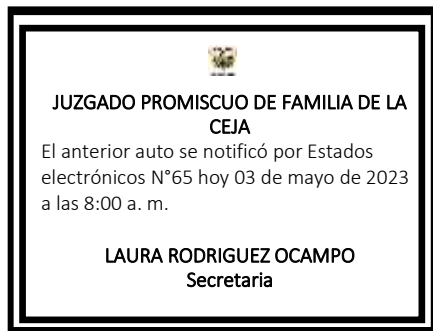 JUZGADO PROMISCUO DE FAMILIA DE LA
CEJA
El anterior auto se notificó por Estados
electrónicos N°65 hoy 03 de mayo de 2023
a las 8:00 a. m.
LAURA RODRIGUEZ OCAMPO
Secretaria